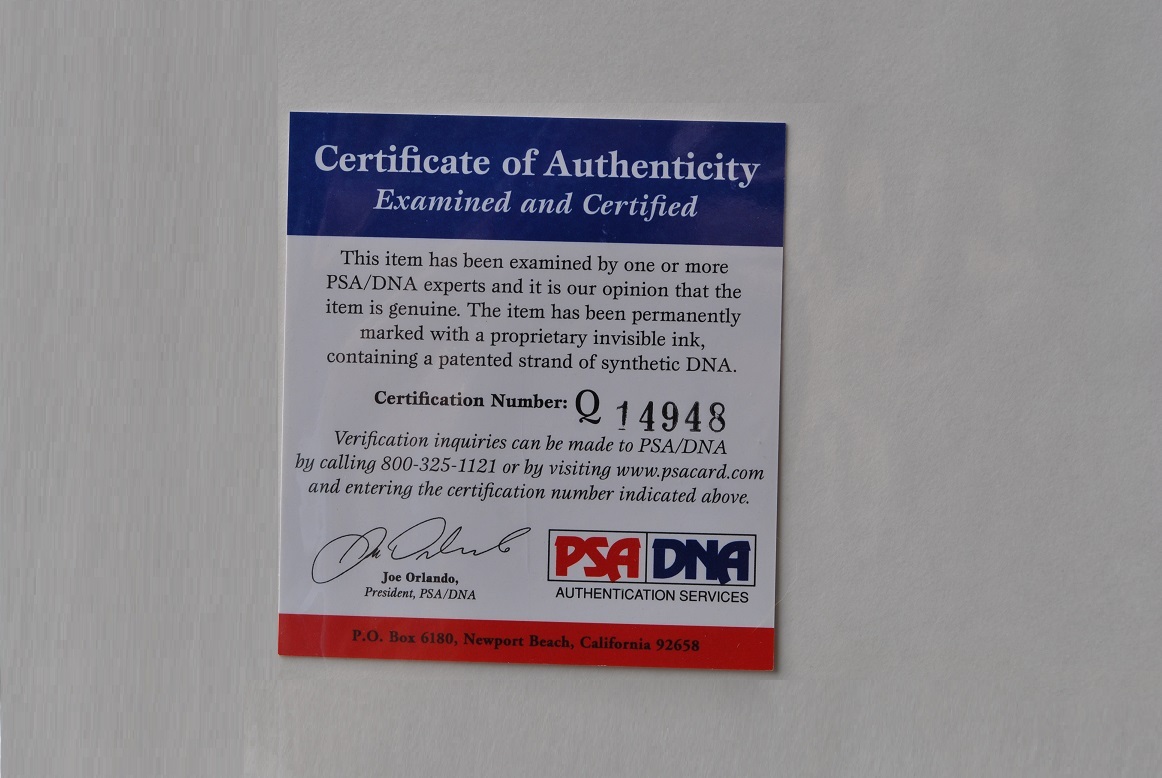 Certificate of Authenticity
Examined and Certified
This item has been examined by one or more
PSA/DNA experts and it is our opinion that the
item is genuine. The item has been permanently
marked with a proprietary invisible ink,
containing a patented strand of synthetic DNA.
Certification Number: Q 14948
Verification inquiries can be made to PSA/DNA
by calling 800-325-1121 or by visiting www.psacard.com
and entering the certification number indicated above.
Joe Orlando
Joe Orlando,
President, PSA/DNA
PSA DNA
AUTHENTICATION SERVICES
P.O. Box 6180, Newport Beach, California 92658